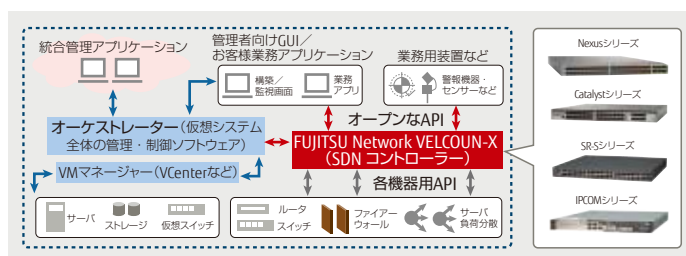 統合管理アプリケーション
管理者向けGUI／
お客様業務アプリケーション
構築／
監視画面
業務
アプリ
業務用装置など
警報機器・
センサーなど
オープンなAPI
オーケストレーター（仮想システム
全体の管理・制御ソフトウェア）
FUJITSU Network VELCOUN-X
（SDN コントローラー）
VMマネージャー（VCenterなど）
各機器用API
サーバ
ストレージ
仮想スイッチ
ルータ
スイッチ
ファイアー
ウォール
サーバ
負荷分散
Nexusシリーズ
Catalystシリーズ
SR-Sシリーズ
IPCOMシリーズ